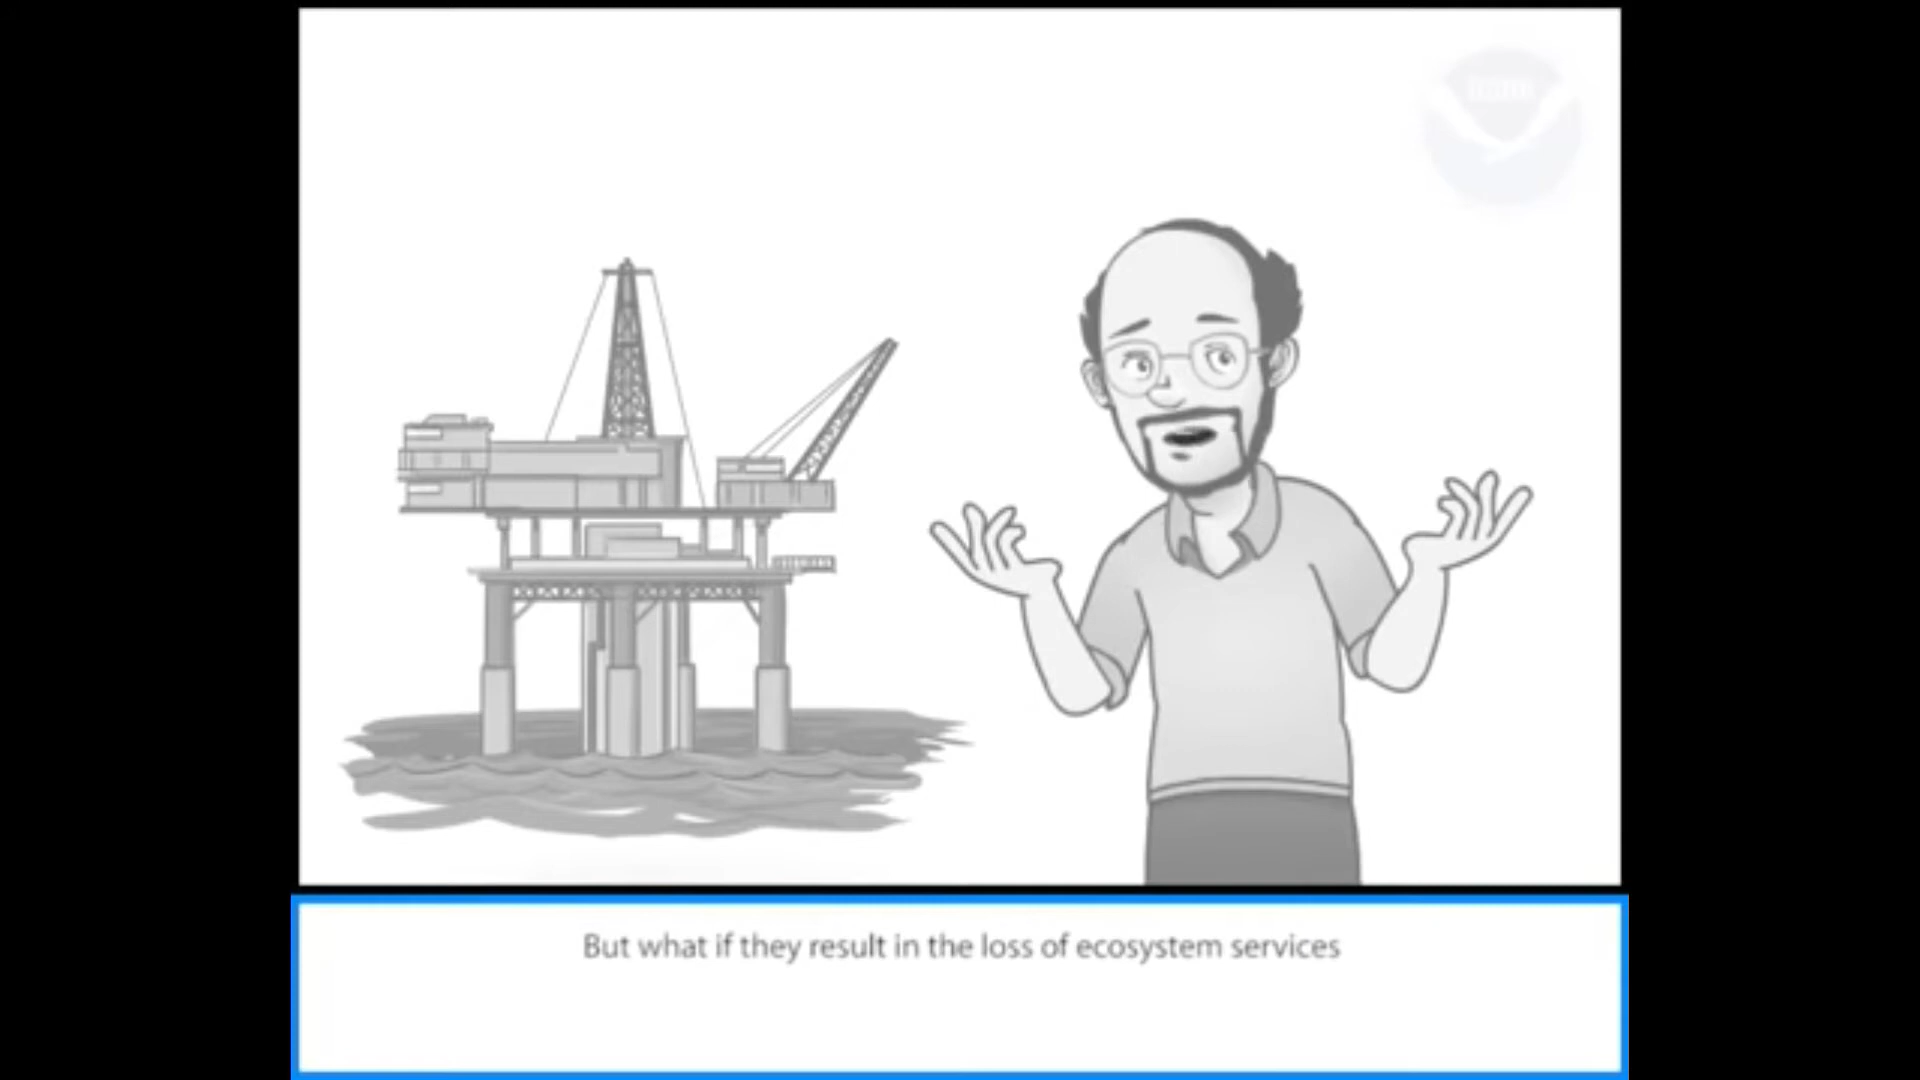 But what if they result in the loss of ecosystem services